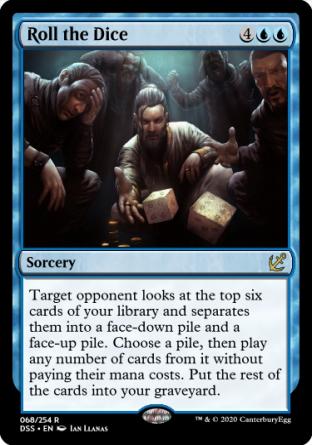 Roll the Dice 4
Sorcery
Target opponent looks at the top six
cards of your library and separates
them into a face-down pile and a
face-up pile. Choose a pile, then play
any number of cards from it without
paying their mana costs. Put the rest of
the cards into your graveyard.
068/254 R
DSS • EN Ian Llanas
™ & © 2020 CanterburyEgg